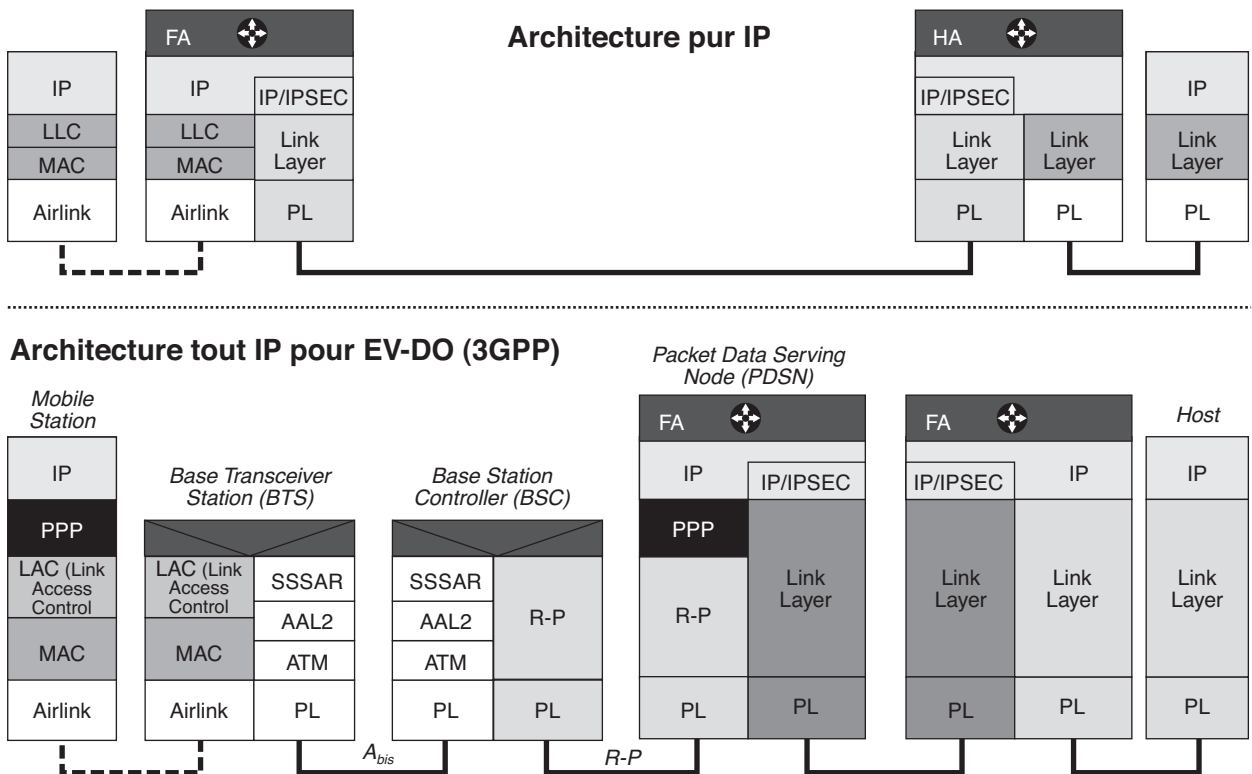 Architecture pur IP
FA
HA
IP
IP
IP/IPSEC
IP/IPSEC
IP
LLC
LLC
Link
Layer
Link
Layer
Link
Layer
Link
Layer
MAC
MAC
Airlink
Airlink
PL
PL
PL
PL
Architecture tout IP pour EV-DO (3GPP)
Mobile
Station
Base Transceiver
Station (BTS)
Base Station
Controller (BSC)
Packet Data Serving
Node (PDSN)
Host
FA
FA
IP
PPP
LAC (Link
Access
Control
MAC
Airlink
LAC (Link
Access
Control
MAC
Airlink
SSSAR
AAL2
ATM
PL
SSSAR
AAL2
ATM
PL
R-P
PL
IP
PPP
R-P
PL
IP/IPSEC
Link
Layer
PL
IP/IPSEC
Link
Layer
PL
IP
Link
Layer
PL
IP
Link
Layer
PL
Abis
R-P